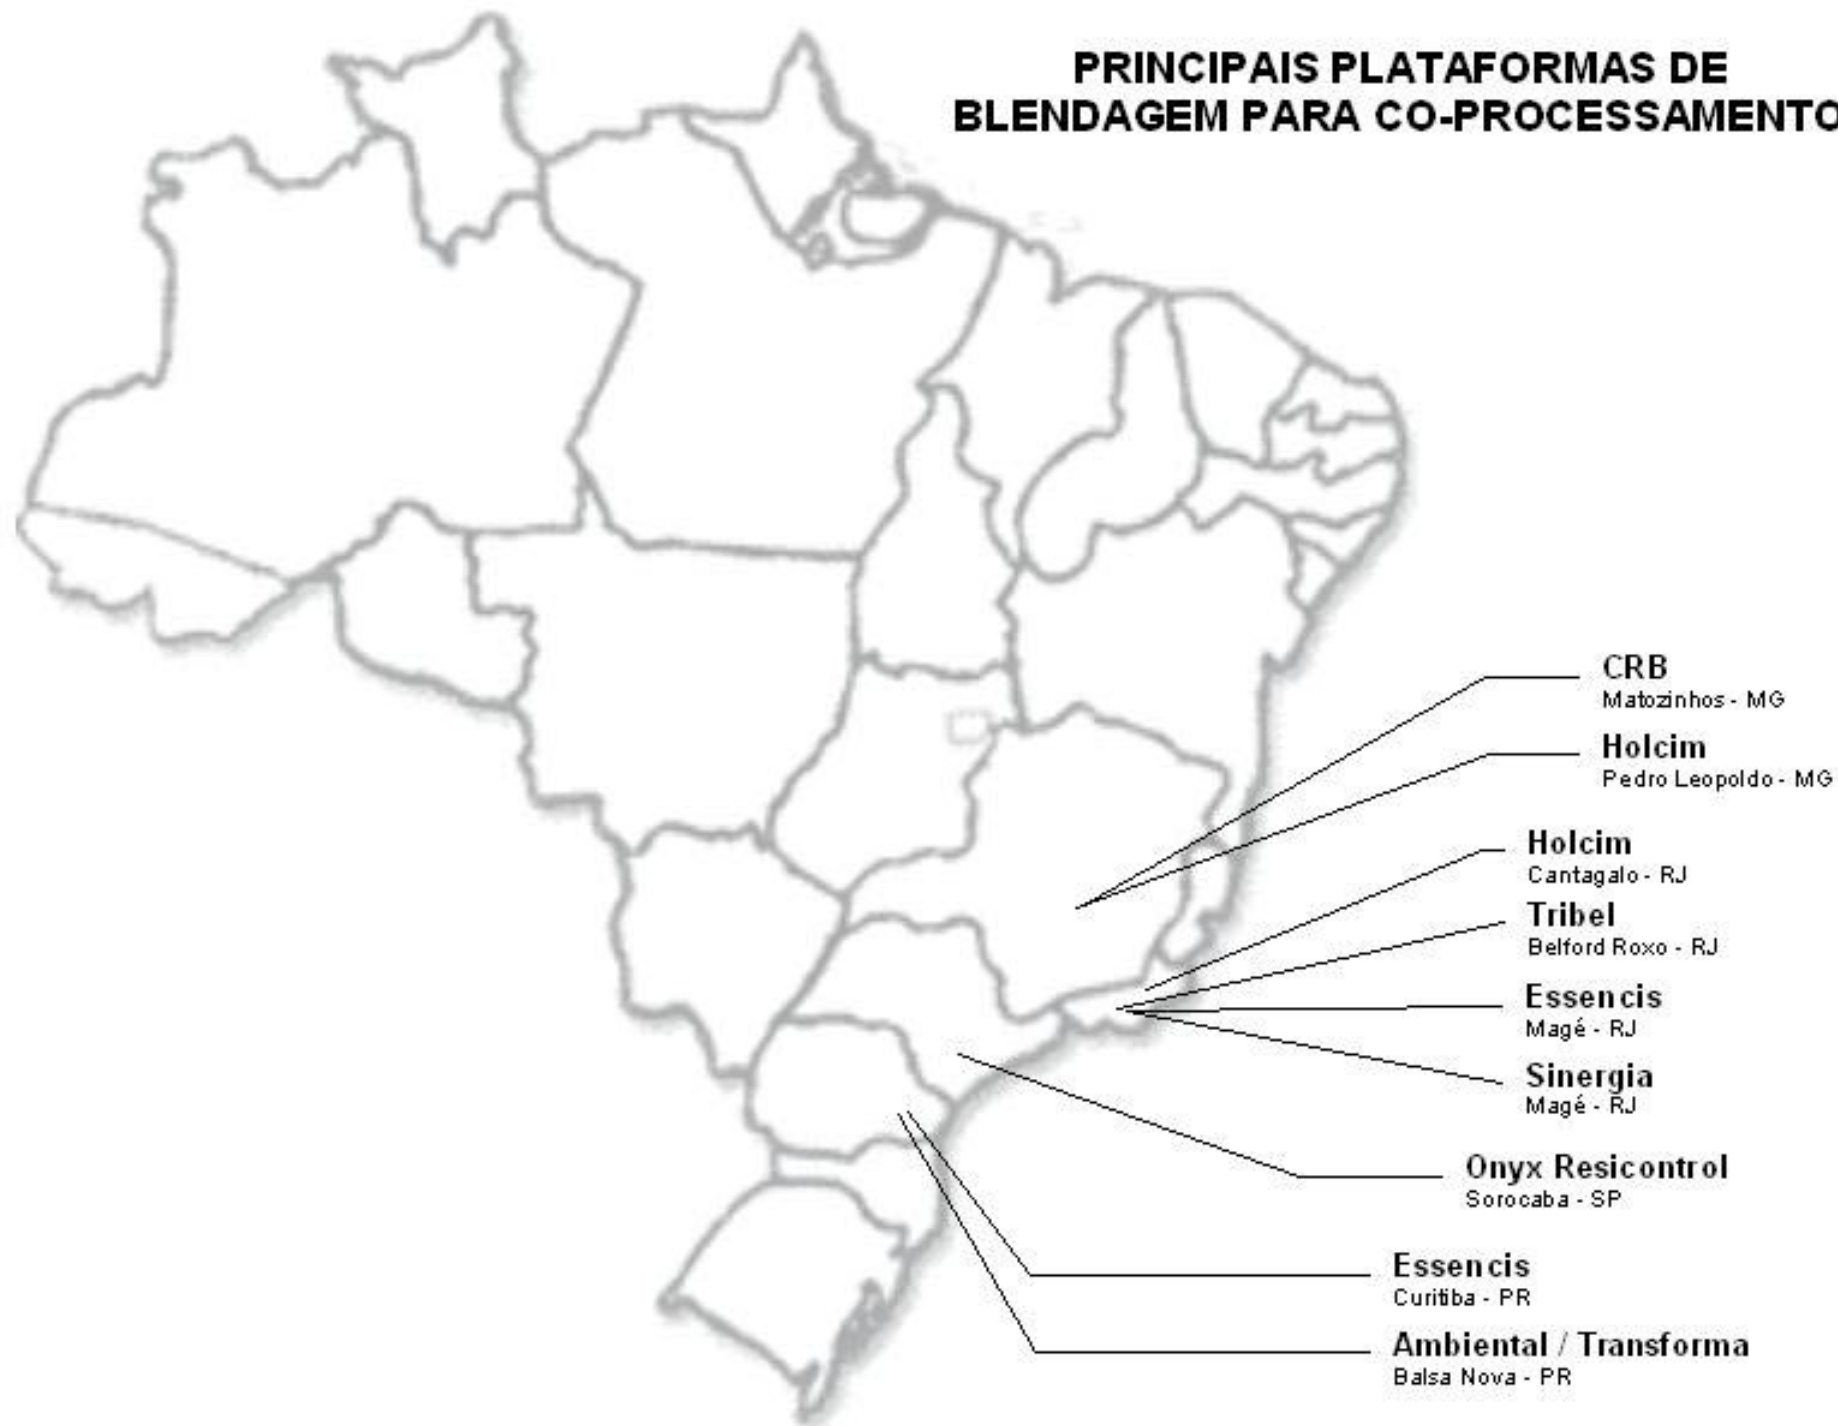 PRINCIPAIS PLATAFORMAS DE
BLENDAGEM PARA CO-PROCESSAMENTO
CRB
Matozinhos - MG
Holcim
Pedro Leopoldo - MG
Holcim
Cantagalo - RJ
Tribel
Belford Roxo - RJ
Essencis
Magé - RJ
Sinergia
Magé - RJ
Onyx Resicontrol
Sorocaba - SP
Essencis
Curitiba - PR
Ambiental / Transforma
Balsa Nova - PR